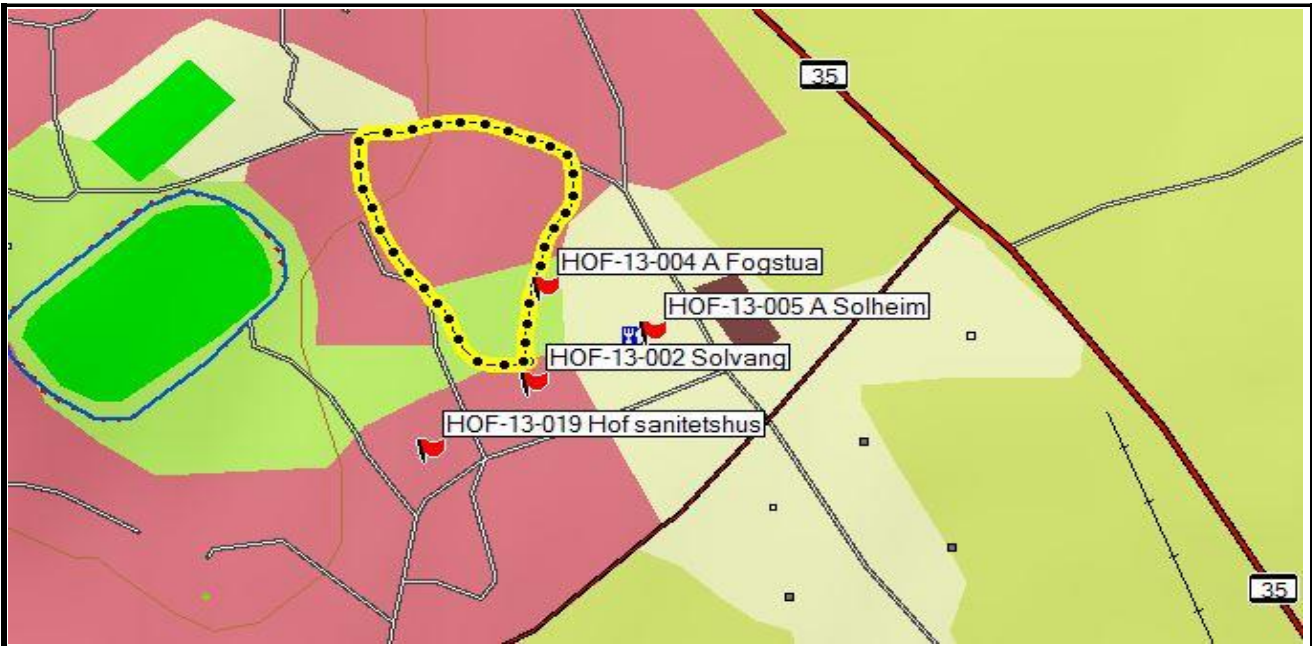 35
HOF-13-004 A Fogstua
HOF-13-005 A Solheim
HOF-13-002 Solvang
HOF-13-019 Hof sanitetshus
35